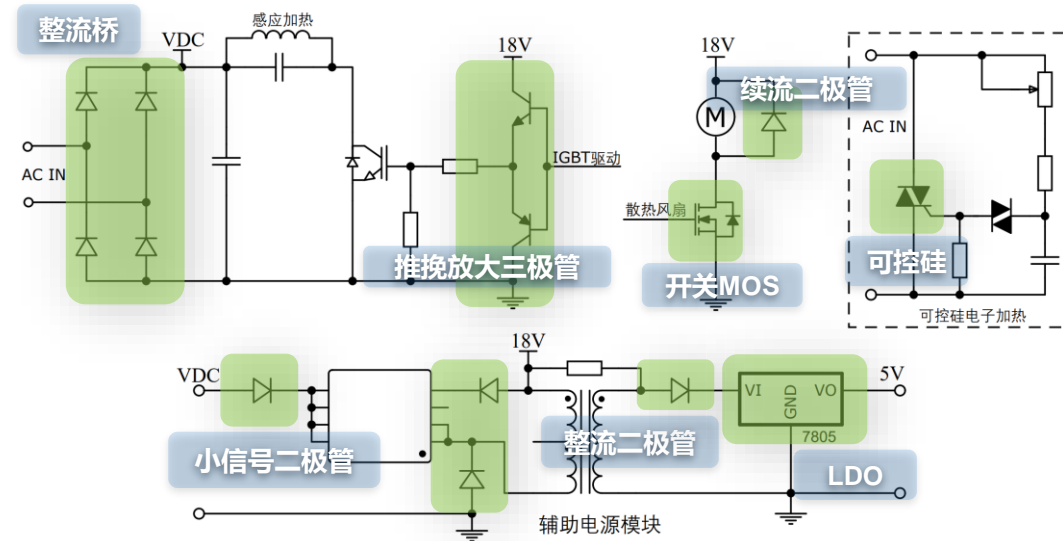 整流桥
感应加热
VDC
18V
18V
续流二极管
M
AC IN
AC IN
IGBT驱动
散热风扇
推挽放大三极管
开关MOS
可控硅
可控硅电子加热
18V
VDC
VI
GND
VO
5V
7805
小信号二极管
整流二极管
LDO
辅助电源模块